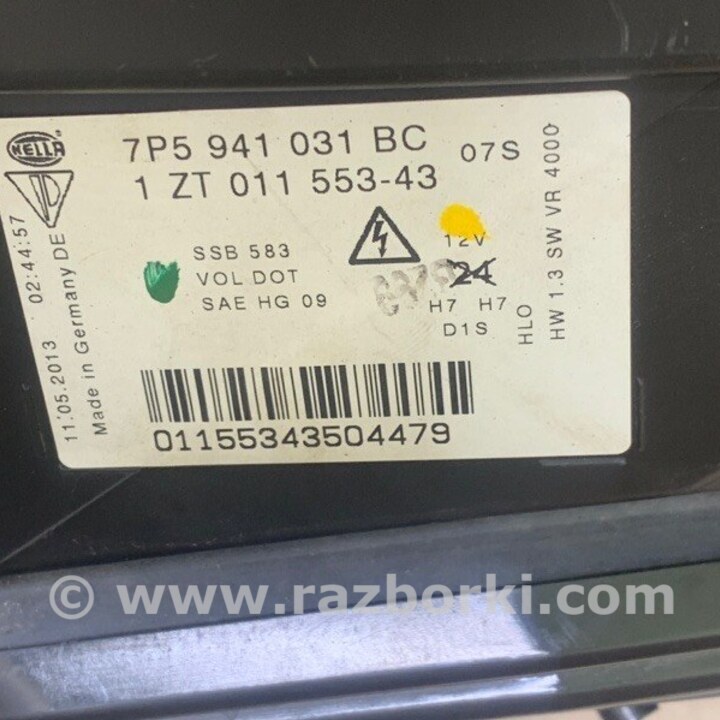 HELLA
7P5 941 031 BC
07S
1 ZT 011 553-43
SSB 583
VOL DOT
SAE HG 09
12V
24
H7 H7
D1S
HLO
HW 1.3 SW VR 4000
11.05.2013 02:44:57
Made in Germany DE
01155343504479
© www.razborki.com